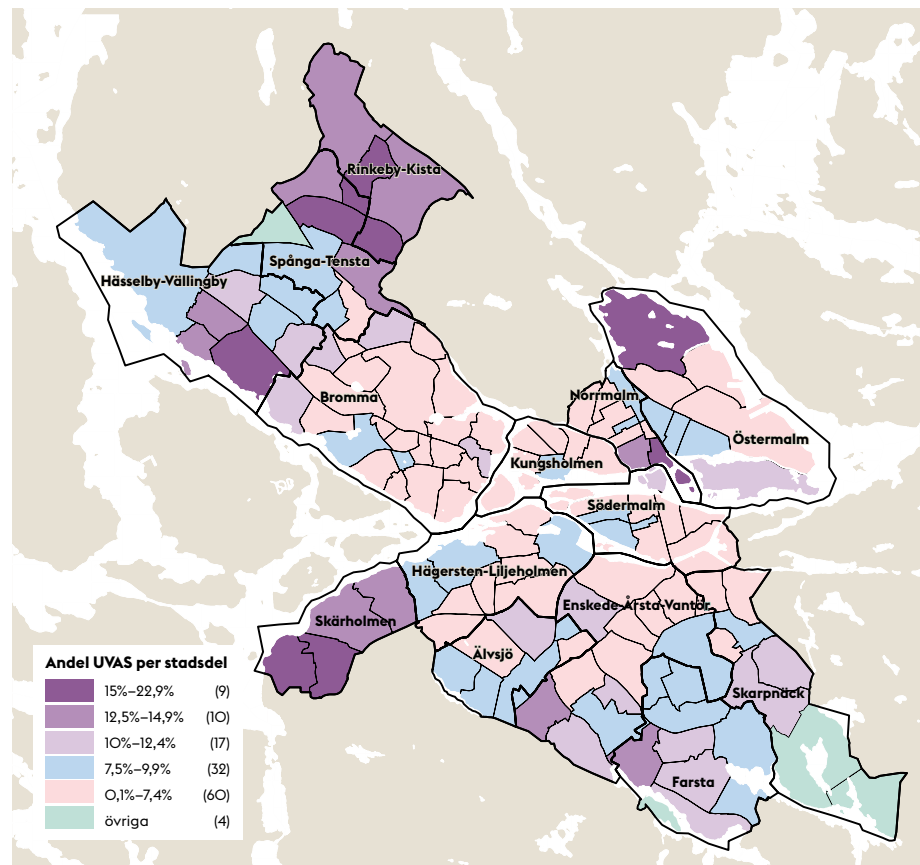 Rinkeby-Kista
Spånga-Tensta
Hässelby-Vällingby
Bromma
Norrmalm
Östermalm
Kungsholmen
Södermalm
Hägersten-Liljeholmen
Enskede-Årsta-Vantör
Skärholmen
Älvsjö
Skarpnäck
Farsta
Andel UVAS per stadsdel
15%–22,9% (9)
12,5%–14,9% (10)
10%–12,4% (17)
7,5%–9,9% (32)
0,1%–7,4% (60)
övriga (4)